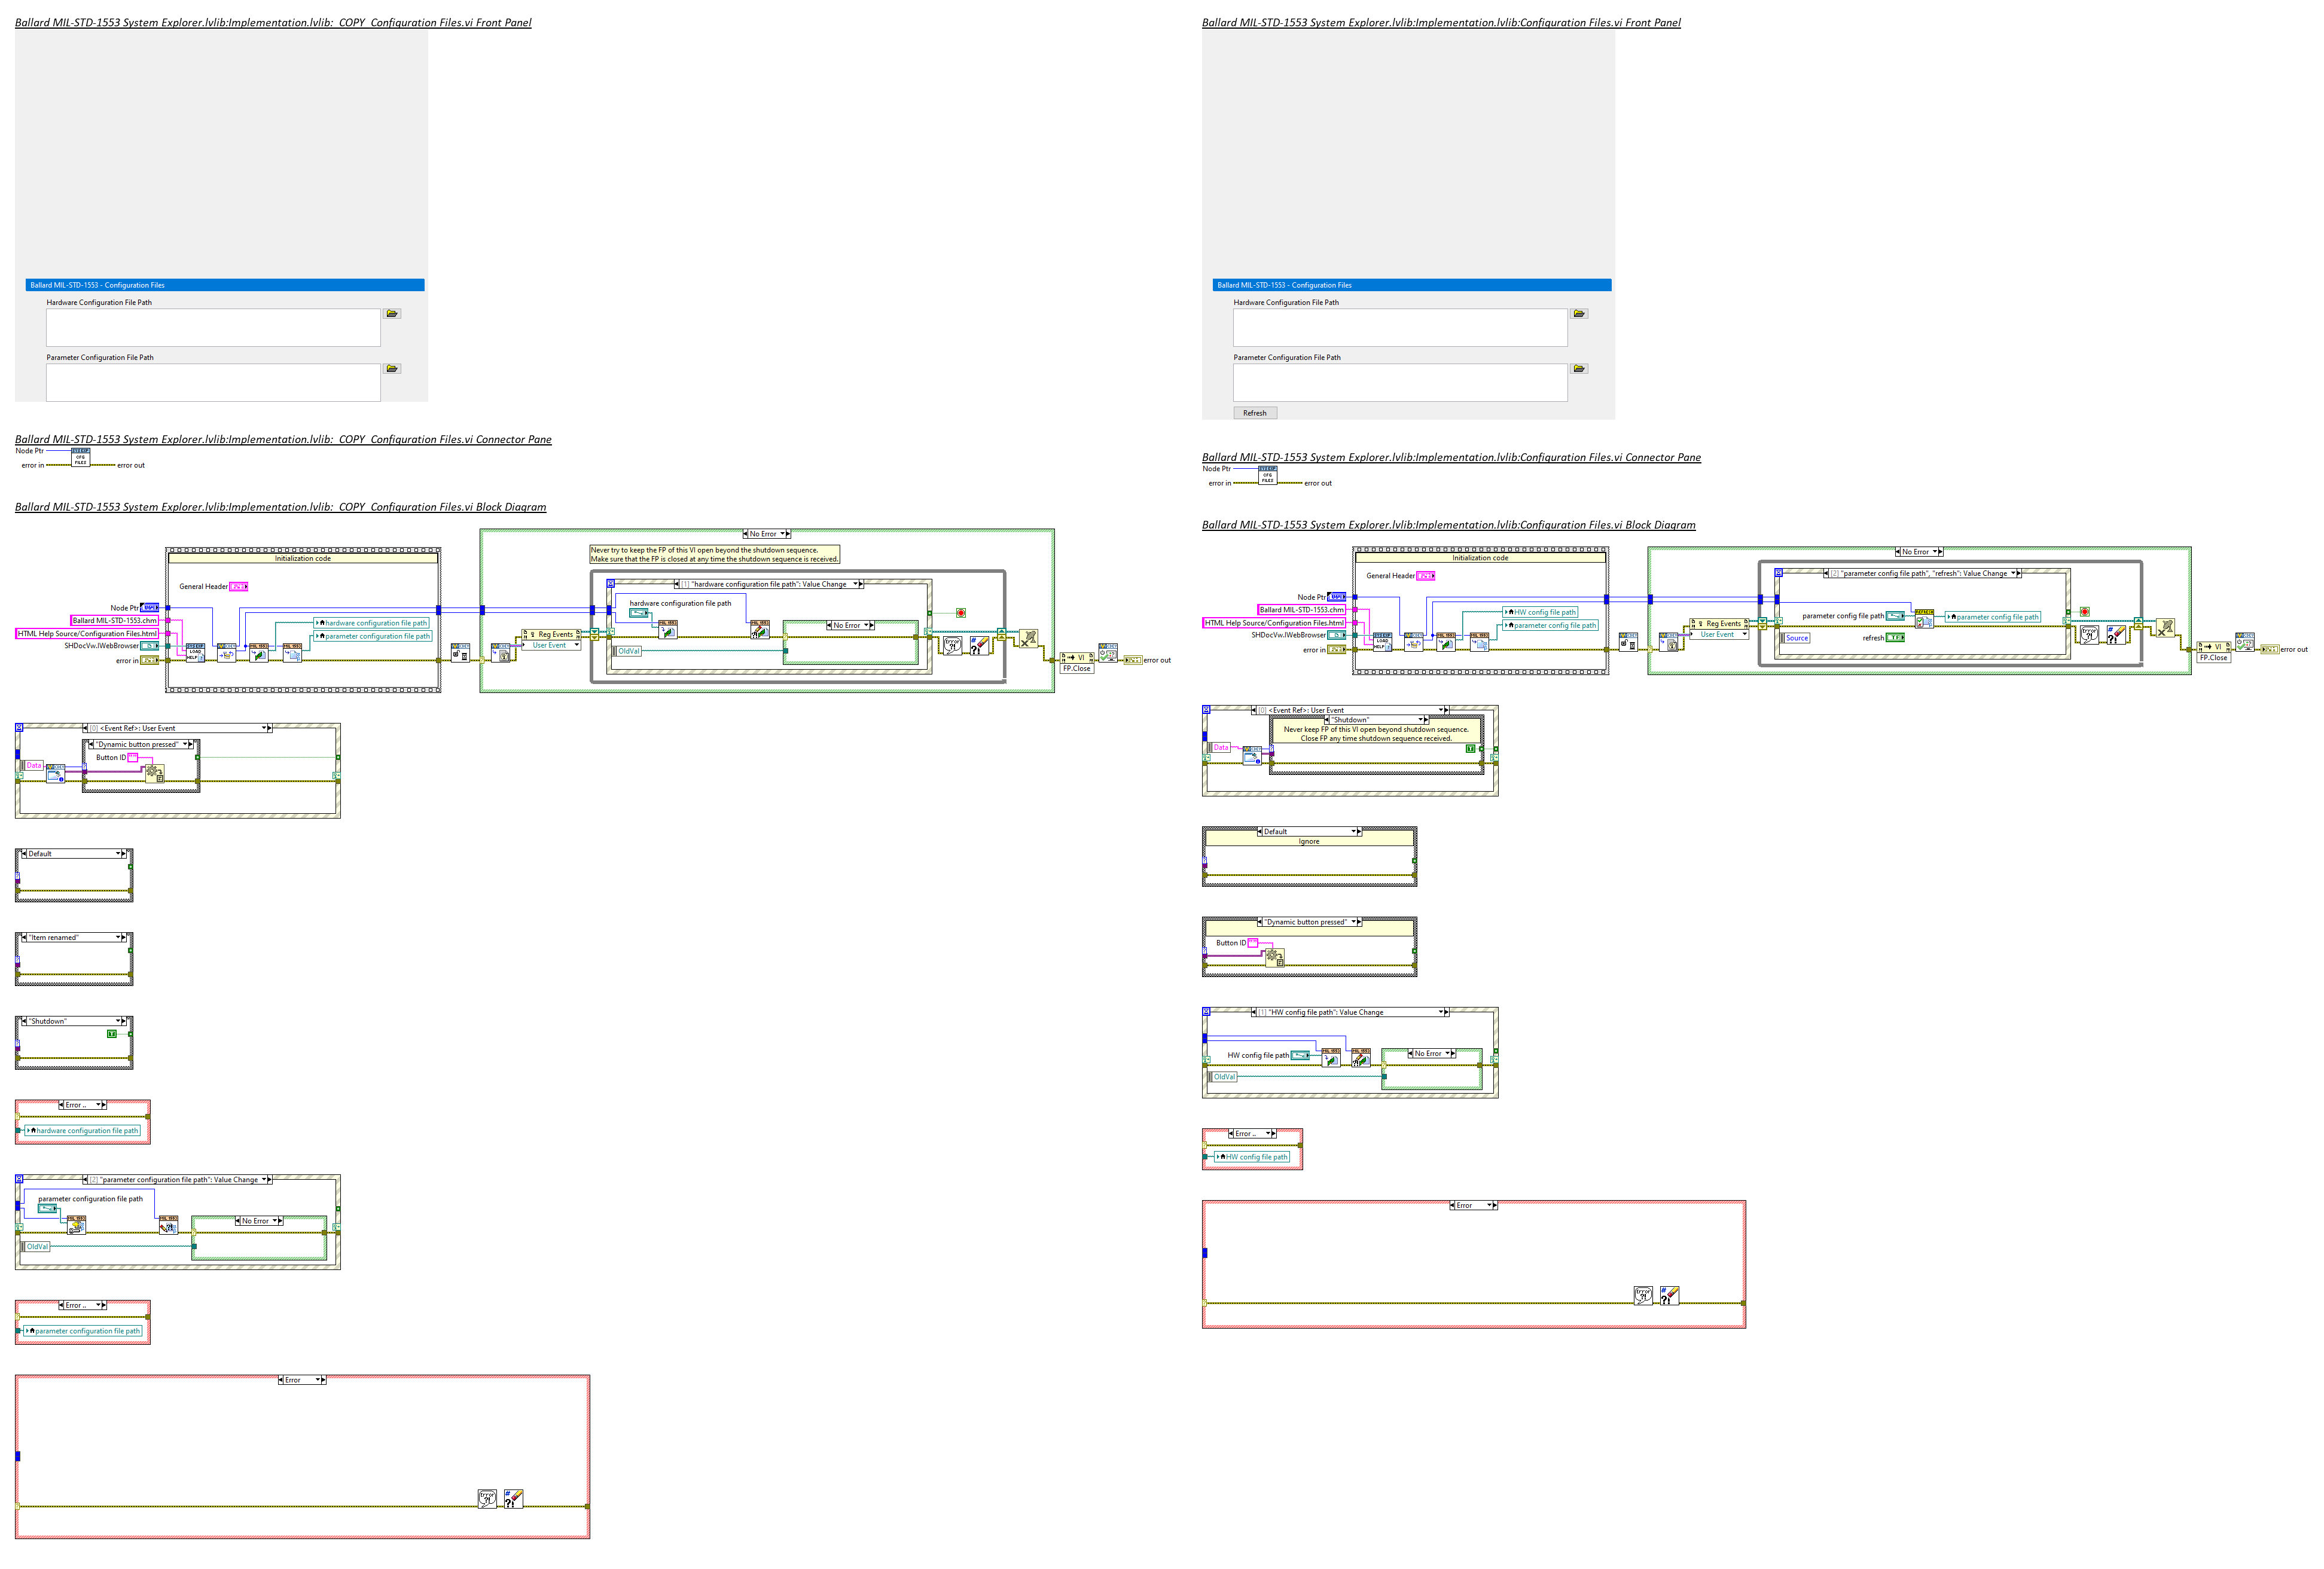 Ballard MIL-STD-1553 System Explorer.lvlib:Implementation.lvlib:_COPY_Configuration Files.vi Front Panel
Ballard MIL-STD-1553 - Configuration Files
Hardware Configuration File Path
Parameter Configuration File Path
Ballard MIL-STD-1553 System Explorer.lvlib:Implementation.lvlib:_COPY_Configuration Files.vi Connector Pane
Node Ptr
CFG
FILES
error in
error out
Ballard MIL-STD-1553 System Explorer.lvlib:Implementation.lvlib:_COPY_Configuration Files.vi Block Diagram
No Error
Never try to keep the FP of this VI open beyond the shutdown sequence.
Make sure that the FP is closed at any time the shutdown sequence is received.
Initialization code
[1] "hardware configuration file path": Value Change
General Header
hardware configuration file path
Node Ptr
Ballard MIL-STD-1553.chm
hardware configuration file path
No Error
HTML Help Source/Configuration Files.html
parameter configuration file path
Reg Events
SHDocVw.IWebBrowser
LOAD
HELP
User Event
OldVal
error in
VI
FP.Close
error out
[0] <Event Ref>: User Event
"Dynamic button pressed"
Button ID
Data
Default
"Item renamed"
"Shutdown"
Error ..
hardware configuration file path
[2] "parameter configuration file path": Value Change
parameter configuration file path
No Error
OldVal
Error ..
parameter configuration file path
Error
Ballard MIL-STD-1553 System Explorer.lvlib:Implementation.lvlib:Configuration Files.vi Front Panel
Ballard MIL-STD-1553 - Configuration Files
Hardware Configuration File Path
Parameter Configuration File Path
Refresh
Ballard MIL-STD-1553 System Explorer.lvlib:Implementation.lvlib:Configuration Files.vi Connector Pane
Node Ptr
CFG
FILES
error in
error out
Ballard MIL-STD-1553 System Explorer.lvlib:Implementation.lvlib:Configuration Files.vi Block Diagram
No Error
Initialization code
[2] "parameter config file path", "refresh": Value Change
General Header
Node Ptr
Ballard MIL-STD-1553.chm
HW config file path
parameter config file path
parameter config file path
HTML Help Source/Configuration Files.html
parameter config file path
Reg Events
SHDocVw.IWebBrowser
LOAD
HELP
User Event
Source
refresh
error in
VI
FP.Close
error out
[0] <Event Ref>: User Event
"Shutdown"
Never keep FP of this VI open beyond shutdown sequence.
Close FP any time shutdown sequence received.
Data
Default
Ignore
"Dynamic button pressed"
Button ID
[1] "HW config file path": Value Change
HW config file path
No Error
OldVal
Error ..
HW config file path
Error